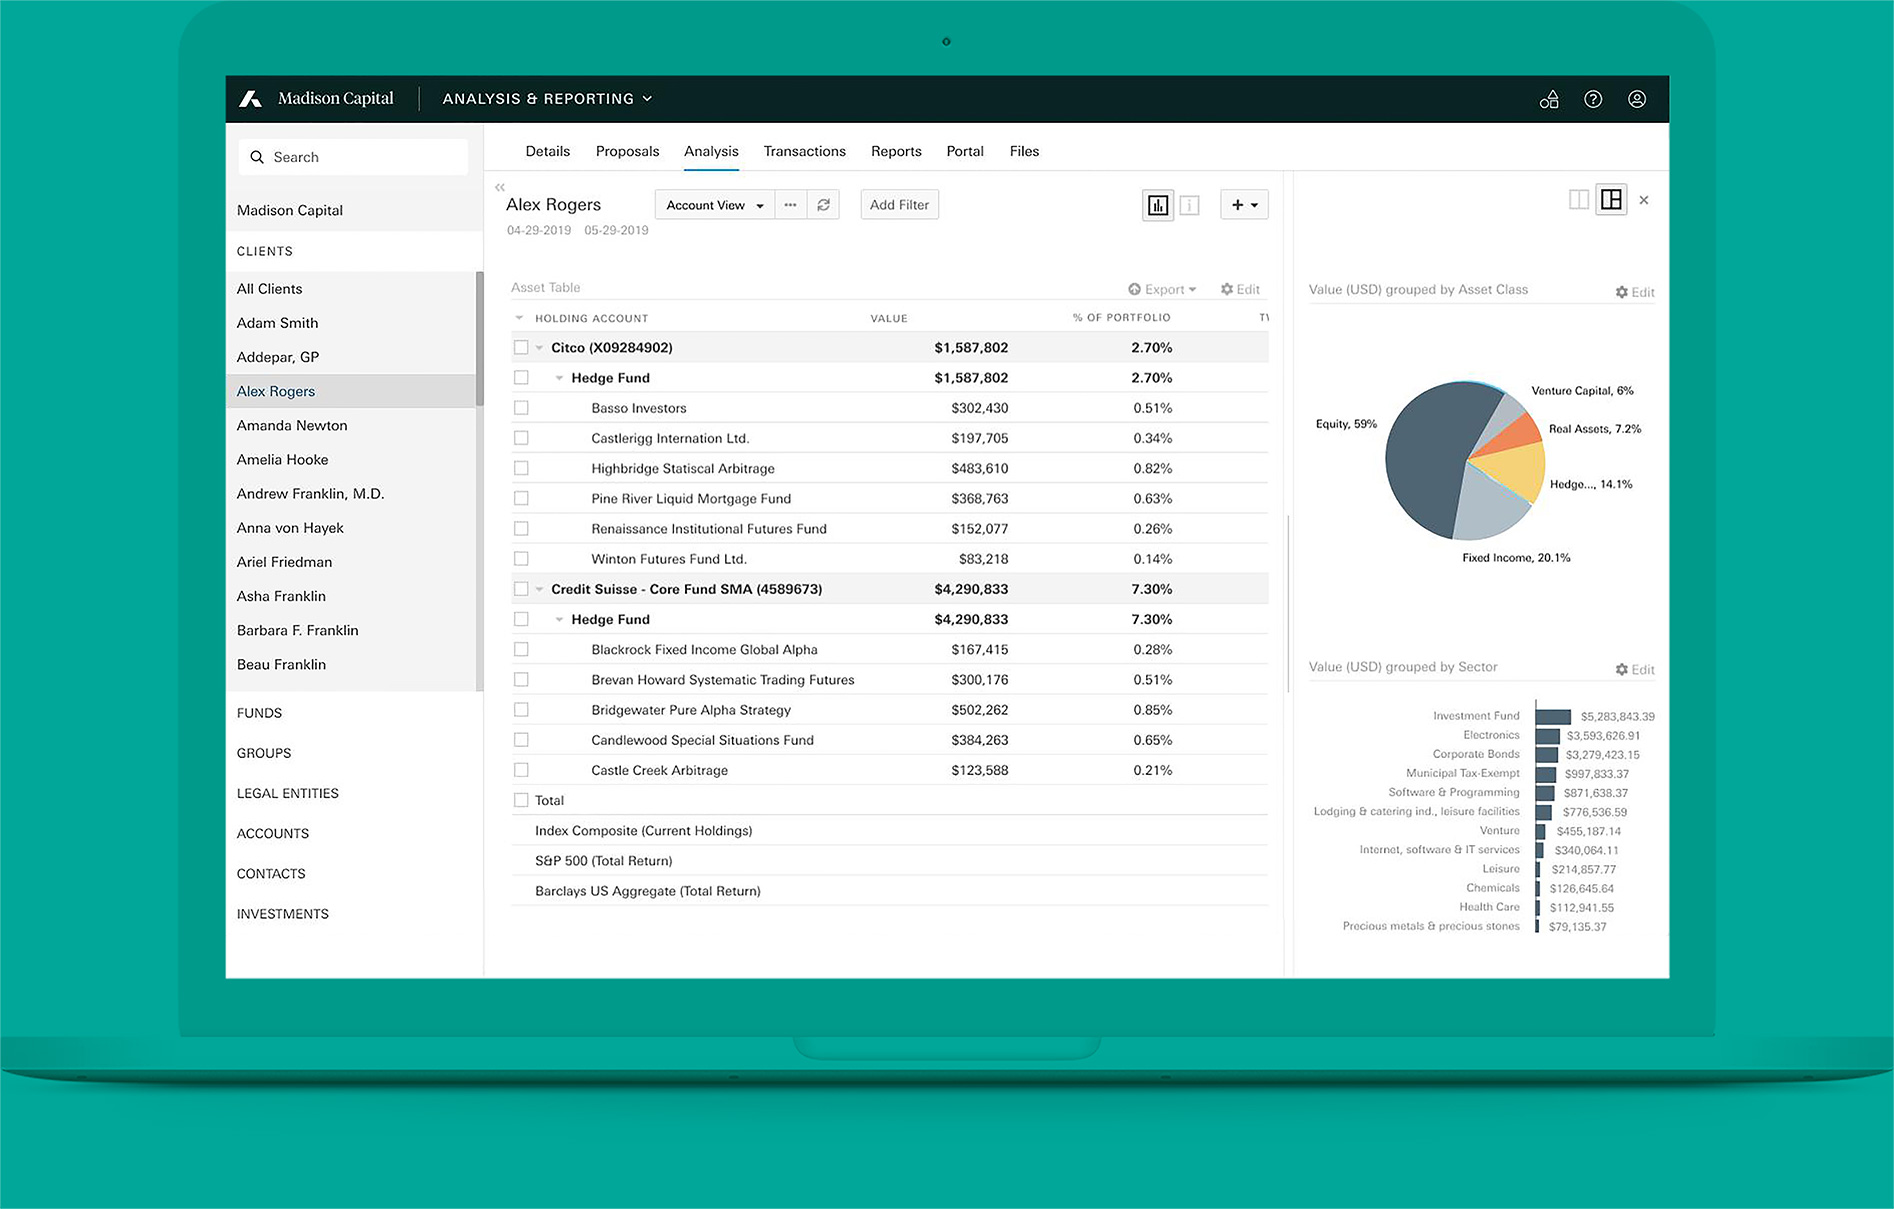 Madison Capital
ANALYSIS & REPORTING
Search
Madison Capital
CLIENTS
All Clients
Adam Smith
Addepar, GP
Alex Rogers
Amanda Newton
Amelia Hooke
Andrew Franklin, M.D.
Anna von Hayek
Ariel Friedman
Asha Franklin
Barbara F. Franklin
Beau Franklin
FUNDS
GROUPS
LEGAL ENTITIES
ACCOUNTS
CONTACTS
INVESTMENTS
Details Proposals Analysis Transactions Reports Portal Files
Alex Rogers Account View Add Filter
04-29-2019 05-29-2019
Asset Table Export Edit
HOLDING ACCOUNT VALUE % OF PORTFOLIO
Citco (X09284902) $1,587,802 2.70%
Hedge Fund $1,587,802 2.70%
Basso Investors $302,430 0.51%
Castlerigg Internation Ltd. $197,705 0.34%
Highbridge Statiscal Arbitrage $483,610 0.82%
Pine River Liquid Mortgage Fund $368,763 0.63%
Renaissance Institutional Futures Fund $152,077 0.26%
Winton Futures Fund Ltd. $83,218 0.14%
Credit Suisse - Core Fund SMA (4589673) $4,290,833 7.30%
Hedge Fund $4,290,833 7.30%
Blackrock Fixed Income Global Alpha $167,415 0.28%
Brevan Howard Systematic Trading Futures $300,176 0.51%
Bridgewater Pure Alpha Strategy $502,262 0.85%
Candlewood Special Situations Fund $384,263 0.65%
Castle Creek Arbitrage $123,588 0.21%
Total
Index Composite (Current Holdings)
S&P 500 (Total Return)
Barclays US Aggregate (Total Return)
Value (USD) grouped by Asset Class Edit
Venture Capital, 6%
Equity, 59%
Real Assets, 7.2%
Hedge..., 14.1%
Fixed Income, 20.1%
Value (USD) grouped by Sector Edit
Investment Fund $5,283,843.39
Electronics $3,593,626.91
Corporate Bonds $3,279,423.15
Municipal Tax-Exempt $997,833.37
Software & Programming $871,638.37
Lodging & catering ind., leisure facilities $776,536.59
Venture $455,187.14
Internet, software & IT services $340,064.11
Leisure $214,857.77
Chemicals $126,645.64
Health Care $112,941.55
Precious metals & precious stones $79,135.37